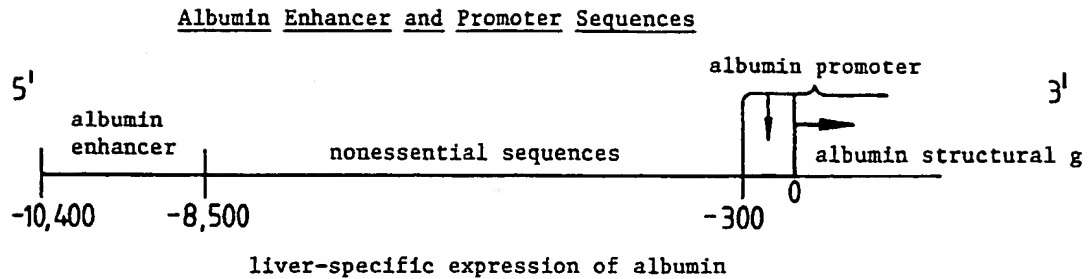 Albumin Enhancer and Promoter Sequences
albumin promoter
5' 3'
albumin
enhancer nonessential sequences albumin structural g
-10,400 -8,500 -300 0
liver-specific expression of albumin